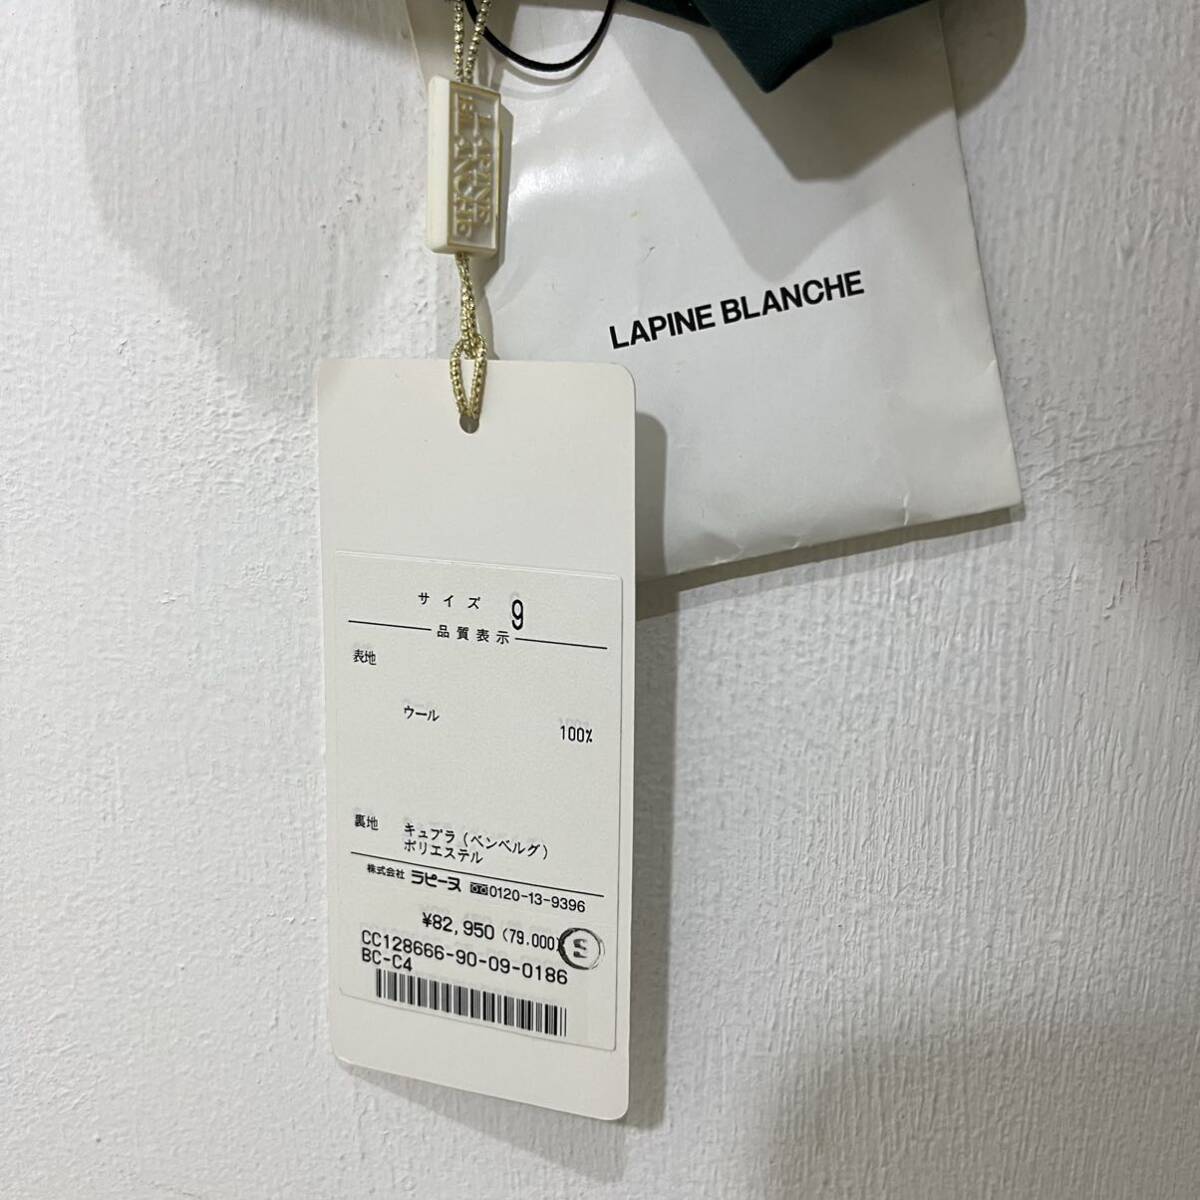 LAPINE
BLANCHE
LAPINE BLANCHE
サイズ 9
品質表示
表地
ウール 100%
裏地 キュプラ(ベンベルグ)
ポリエステル
株式会社 ラピーヌ 0120-13-9396
¥82,950 (79.000) S
CC128666-90-09-0186
BC-C4